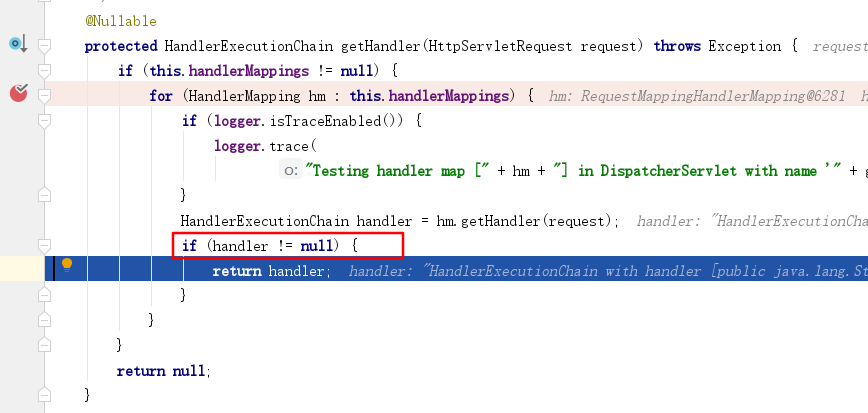 @Nullable
protected HandlerExecutionChain getHandler(HttpServletRequest request) throws Exception { request
if (this.handlerMappings != null) {
for (HandlerMapping hm : this.handlerMappings) { hm: RequestMappingHandlerMapping@6281 h
if (logger.isTraceEnabled()) {
logger.trace(
o: "Testing handler map [" + hm + "] in DispatcherServlet with name '" + g
}
HandlerExecutionChain handler = hm.getHandler(request); handler: "HandlerExecutionCha
if (handler != null) {
return handler; handler: "HandlerExecutionChain with handler [public java.lang.St
}
}
}
return null;
}